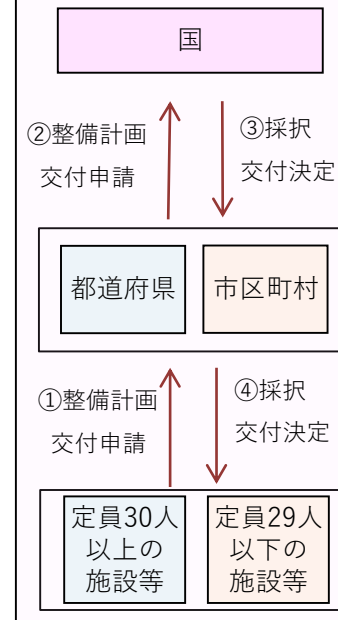 国
②整備計画
交付申請
③採択
交付決定
都道府県
市区町村
①整備計画
交付申請
④採択
交付決定
定員30人
以上の
施設等
定員29人
以下の
施設等